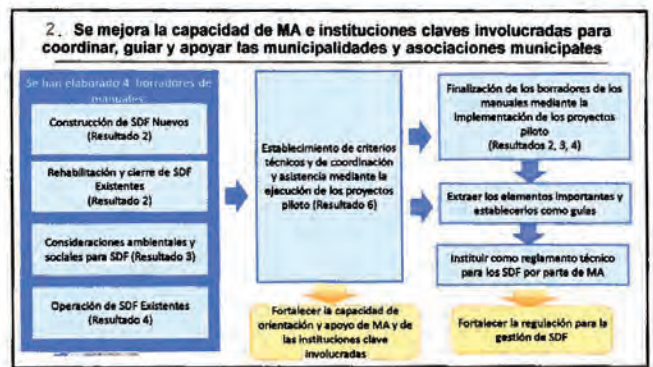 2. Se mejora la capacidad de MA e instituciones claves involucradas para
coordinar, guiar y apoyar las municipalidades y asociaciones municipales
Se han elaborado 4 borradores de
manuales:
Construcción de SDF Nuevos
(Resultado 2)
Rehabilitación y cierre de SDF
Existentes
(Resultado 2)
Consideraciones ambientales y
sociales para SDF (Resultado 3)
Operación de SDF Existentes
(Resultado 4)
Establecimiento de criterios
técnicos y de coordinación
y asistencia mediante la
ejecución de los proyectos
piloto (Resultado 6)
Fortalecer la capacidad de
orientación y apoyo de MA y de
las instituciones clave
involucradas
Finalización de los borradores de los
manuales mediante la
implementación de los proyectos
piloto
(Resultados 2, 3, 4)
Extraer los elementos importantes y
establecerlos como guías
Instituir como reglamento técnico
para los SDF por parte de MA
Fortalecer la regulación para la
gestión de SDF